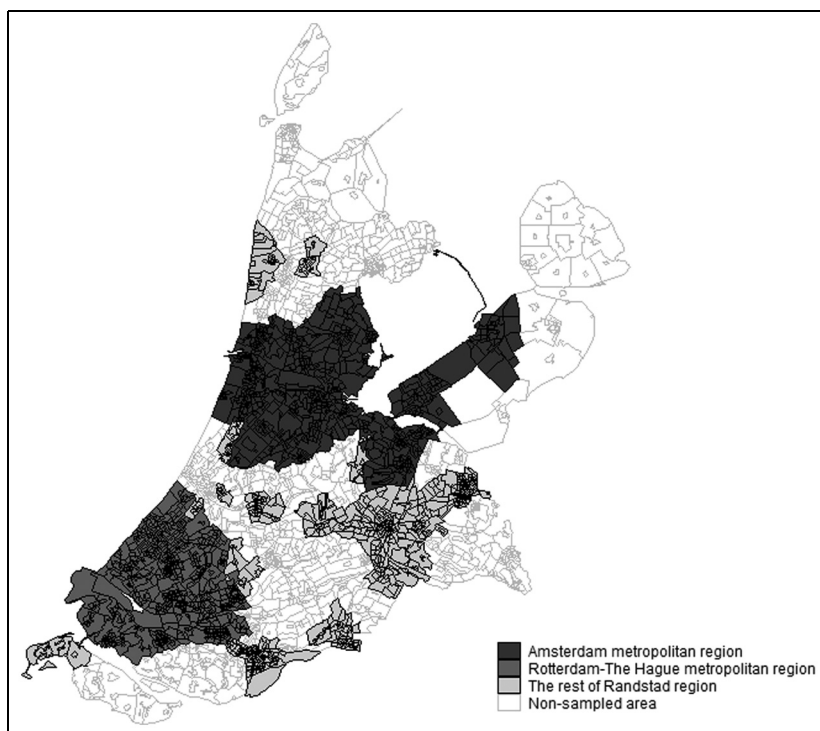 Amsterdam metropolitan region
Rotterdam-The Hague metropolitan region
The rest of Randstad region
Non-sampled area